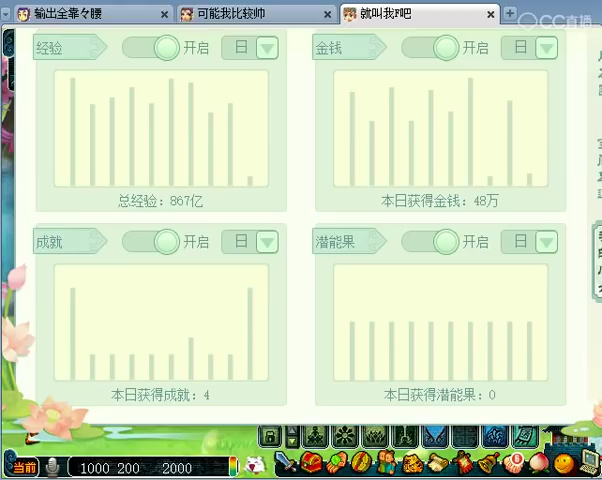 输出全靠々腰
可能我比较帅
就叫我F吧
CC直播
经验 开启 日
金钱 开启 日
总经验：867亿
本日获得金钱：48万
成就 开启 日
潜能果 开启 日
本日获得成就：4
本日获得潜能果：0
当前 1000 200 2000